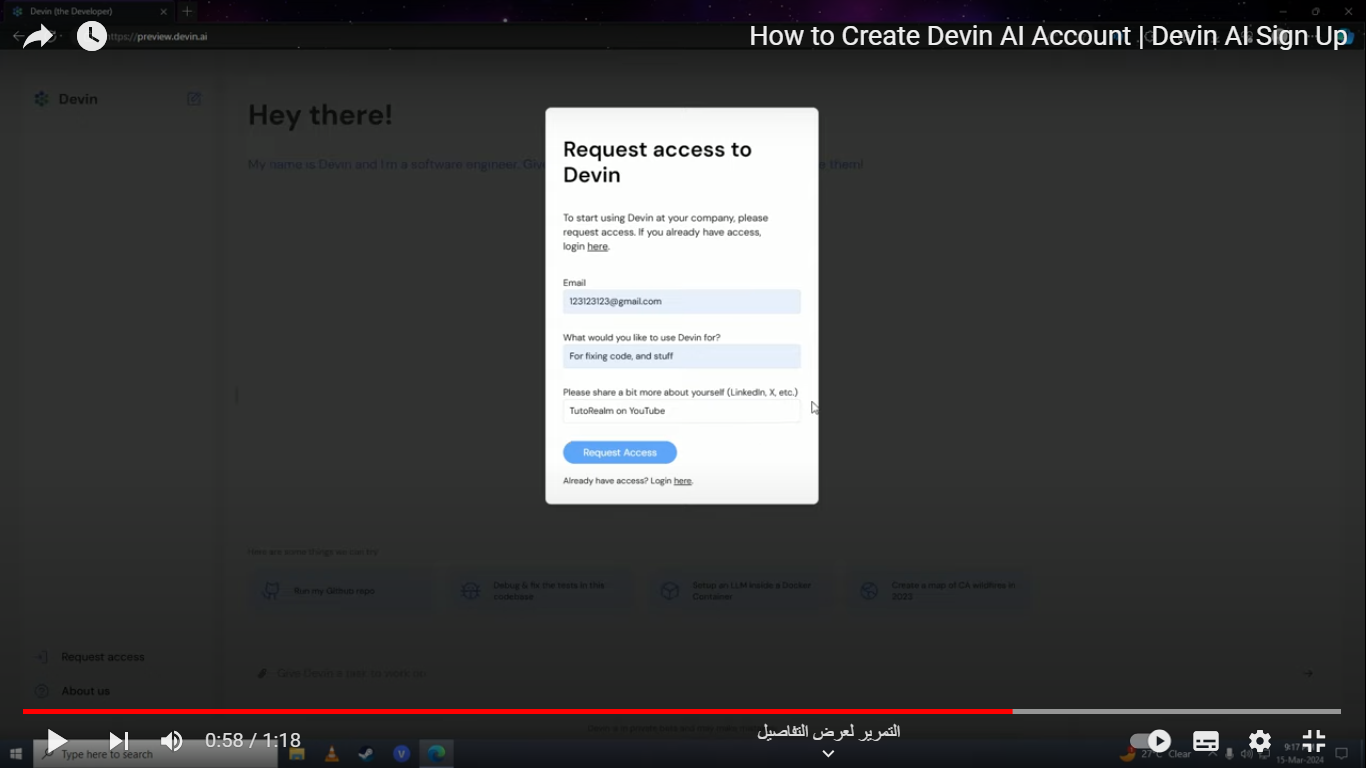 Devin (the Developer)
https://preview.devin.ai
How to Create Devin AI Account | Devin AI Sign Up
Devin
Hey there!
My name is Devin and I'm a software engineer. Giv
them!
Request access to
Devin
To start using Devin at your company, please
request access. If you already have access,
login here.
Email
123123123@gmail.com
What would you like to use Devin for?
For fixing code, and stuff
Please share a bit more about yourself (LinkedIn, X, etc.)
TutoRealm on YouTube
Request Access
Already have access? Login here.
Here are some things we can try
Run my Github repo
Debug & fix the tests in this
codebase
Setup an LLM inside a Docker
Container
Create a map of CA wildfires in
2023
Request access
Give Devin a task to work on
About us
0:58 / 1:18
التمرير لعرض التفاصيل
Type here to search
27°C Clear
9:17
15-Mar-2024